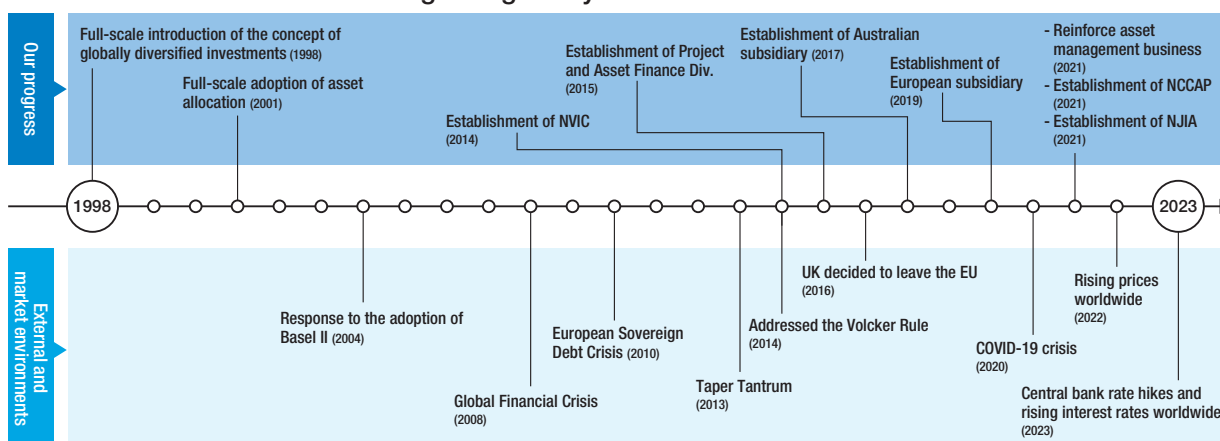 Our progress
Full-scale introduction of the concept of
globally diversified investments (1998)
Full-scale adoption of asset
allocation (2001)
Establishment of NVIC
(2014)
Establishment of Project
and Asset Finance Div.
(2015)
Establishment of Australian
subsidiary (2017)
Establishment of
European subsidiary
(2019)
- Reinforce asset
management business
(2021)
- Establishment of NCCAP
(2021)
- Establishment of NJIA
(2021)
1998
2023
External and
market environments
Response to the adoption of
Basel II (2004)
Global Financial Crisis
(2008)
European Sovereign
Debt Crisis (2010)
Taper Tantrum
(2013)
Addressed the Volcker Rule
(2014)
UK decided to leave the EU
(2016)
COVID-19 crisis
(2020)
Rising prices
worldwide
(2022)
Central bank rate hikes and
rising interest rates worldwide
(2023)